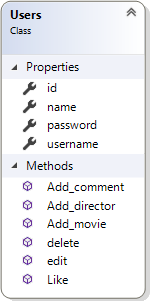 Users
Class
Properties
id
name
password
username
Methods
Add_comment
Add_director
Add_movie
delete
edit
Like